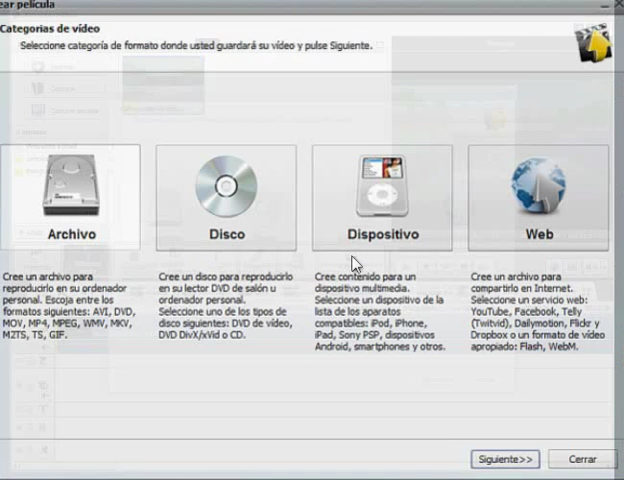 ear película
Categorías de vídeo
Seleccione categoría de formato donde usted guardará su vídeo y pulse Siguiente.
Archivo
Disco
Dispositivo
Web
Cree un archivo para
reproducirlo en su ordenador
personal. Escoja entre los
formatos siguientes: AVI, DVD,
MOV, MP4, MPEG, WMV, MKV,
M2TS, TS, GIF.
Cree un disco para reproducirlo
en su lector DVD de salón u
ordenador personal.
Seleccione uno de los tipos de
disco siguientes: DVD de vídeo,
DVD DivX/xVid o CD.
Cree contenido para un
dispositivo multimedia.
Seleccione un dispositivo de la
lista de los aparatos
compatibles: iPod, iPhone,
iPad, Sony PSP, dispositivos
Android, smartphones y otros.
Cree un archivo para
compartirlo en Internet.
Seleccione un servicio web:
YouTube, Facebook, Telly
(Twitvid), Dailymotion, Flickr y
Dropbox o un formato de vídeo
apropiado: Flash, WebM.
Siguiente>>
Cerrar